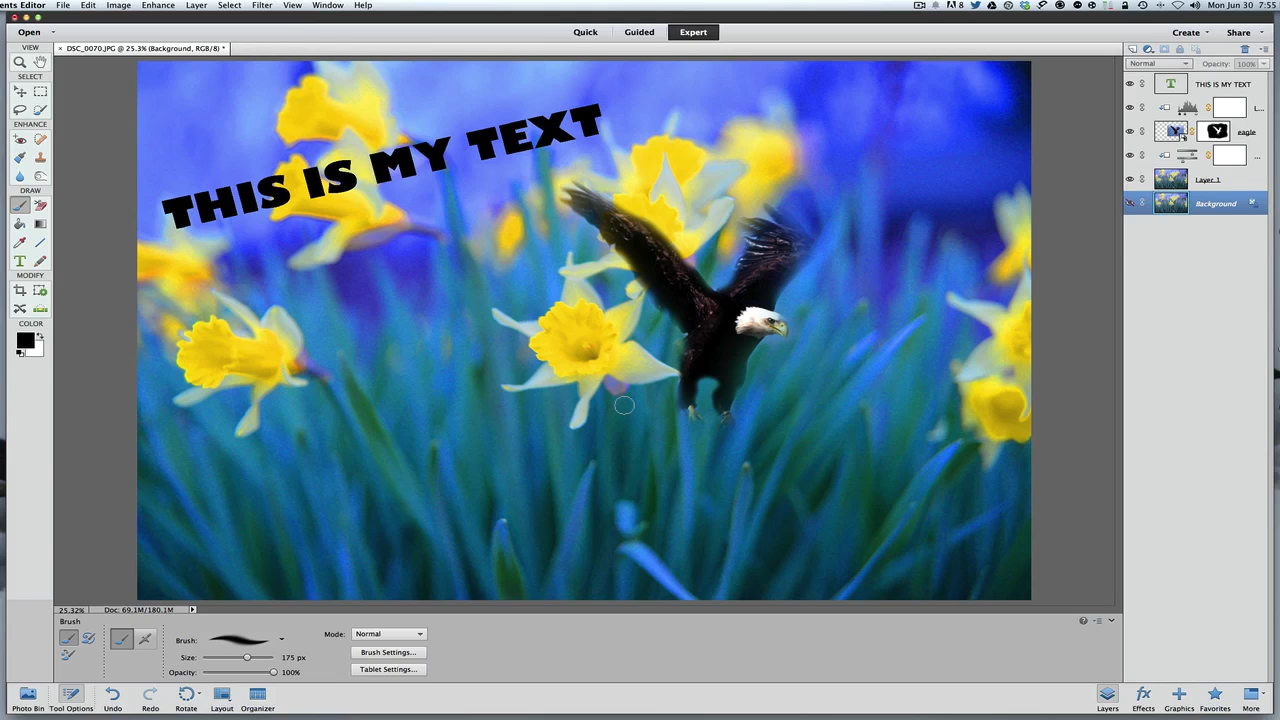 ents Editor File Edit Image Enhance Layer Select Filter View Window Help 8 Mon Jun 30 7:55
Open Quick Guided Expert Create Share
× DSC_0070.JPG @ 25.3% (Background, RGB/8) *
VIEW
SELECT
ENHANCE
DRAW
T
MODIFY
COLOR
THIS IS MY TEXT
Normal Opacity: 100%
T THIS IS MY TEXT
L...
eagle
...
Layer 1
Background
25.32% Doc: 69.1M/180.1M
Brush
Brush:
Size: 175 px
Opacity: 100%
Mode: Normal
Brush Settings...
Tablet Settings...
Photo Bin Tool Options Undo Redo Rotate Layout Organizer Layers Effects Graphics Favorites More